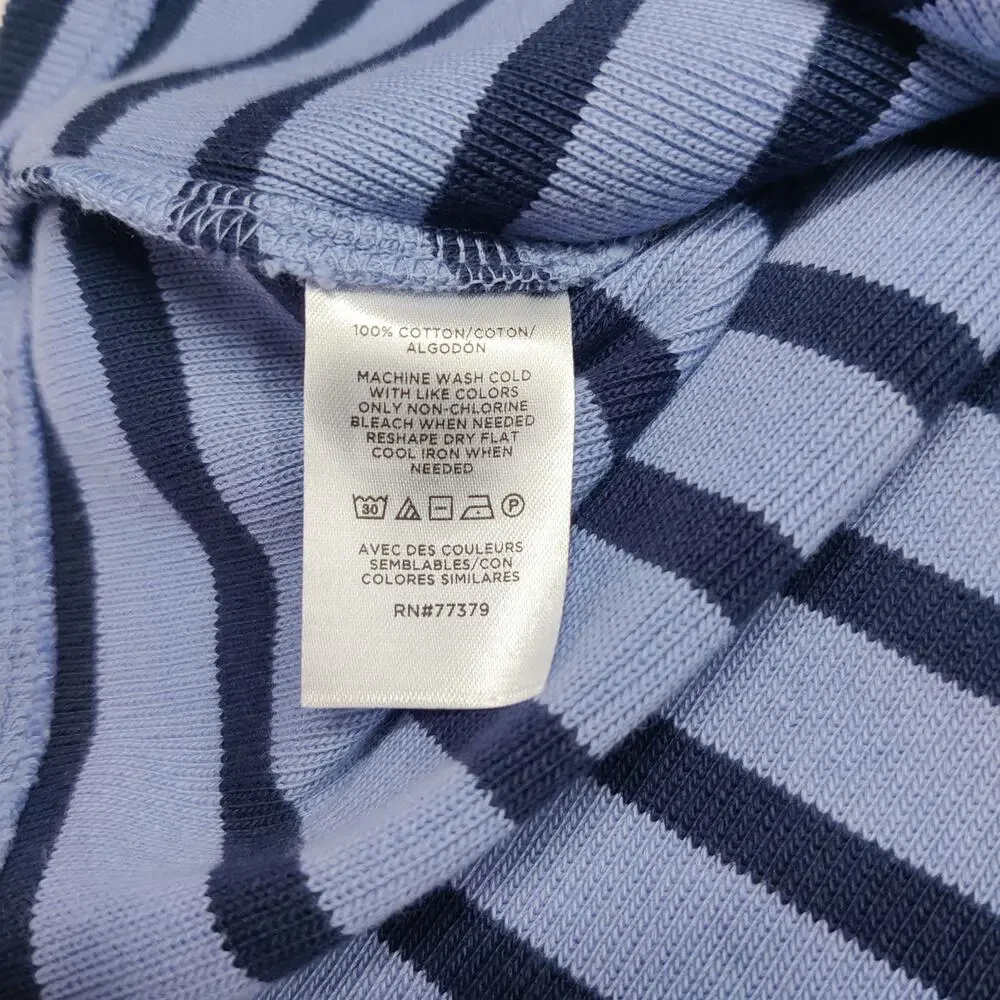 100% COTTON/COTON/
ALGODÓN
MACHINE WASH COLD
WITH LIKE COLORS
ONLY NON-CHLORINE
BLEACH WHEN NEEDED
RESHAPE DRY FLAT
COOL IRON WHEN
NEEDED
30 P
AVEC DES COULEURS
SEMBLABLES/CON
COLORES SIMILARES
RN#77379